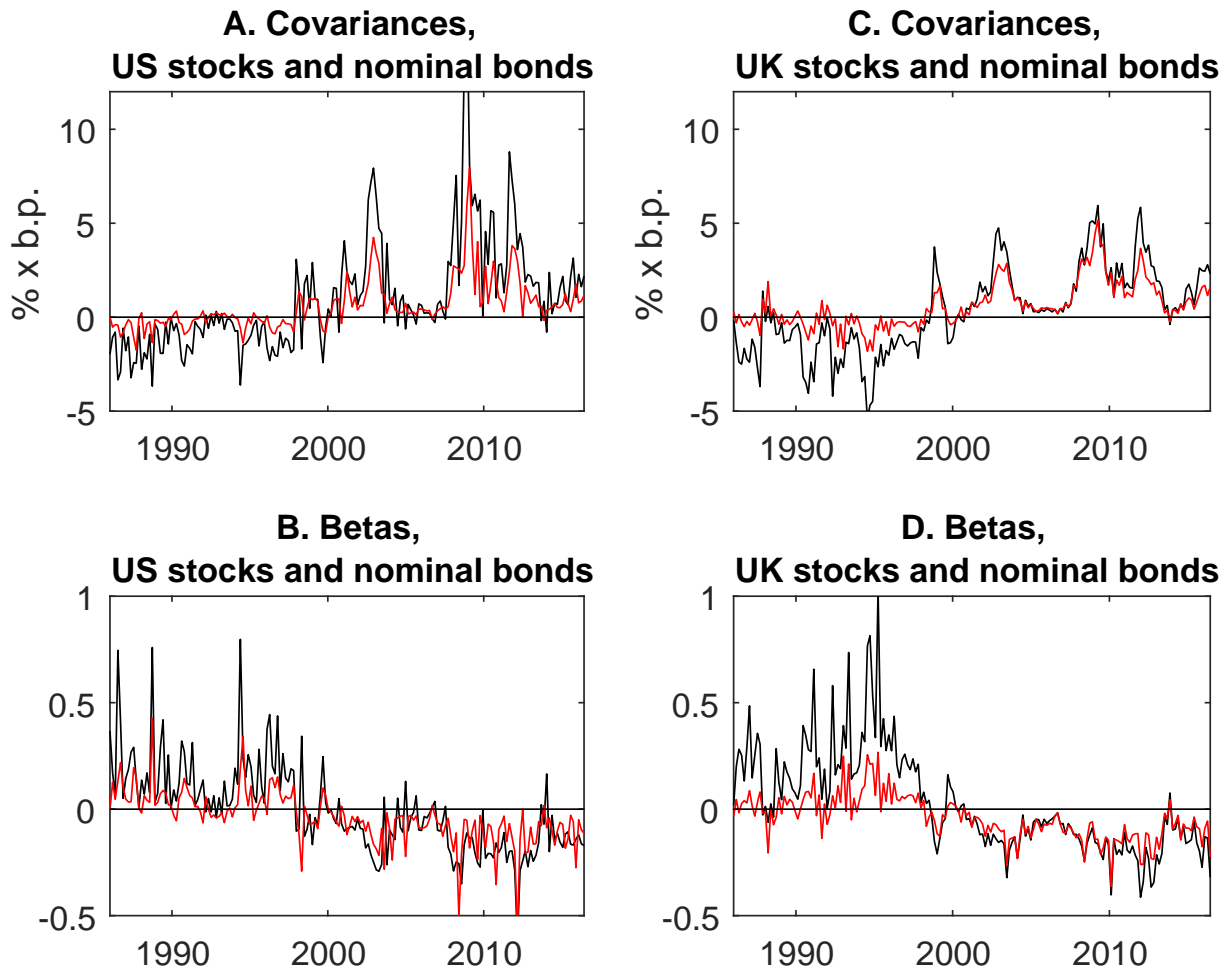 A. Covariances,
US stocks and nominal bonds
% x b.p.
10
5
0
-5
1990 2000 2010
C. Covariances,
UK stocks and nominal bonds
% x b.p.
10
5
0
-5
1990 2000 2010
B. Betas,
US stocks and nominal bonds
1
0.5
0
-0.5
1990 2000 2010
D. Betas,
UK stocks and nominal bonds
1
0.5
0
-0.5
1990 2000 2010